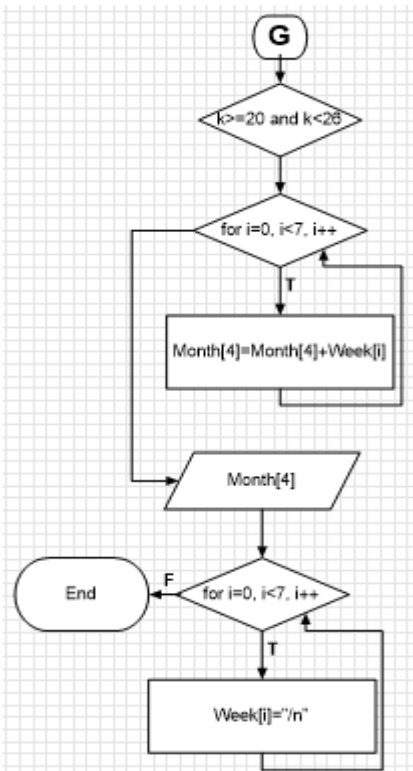 G
k>=20 and k<26
for i=0, i<7, i++
T
Month[4]=Month[4]+Week[i]
Month[4]
End
F
for i=0, i<7, i++
T
Week[i]="/n"